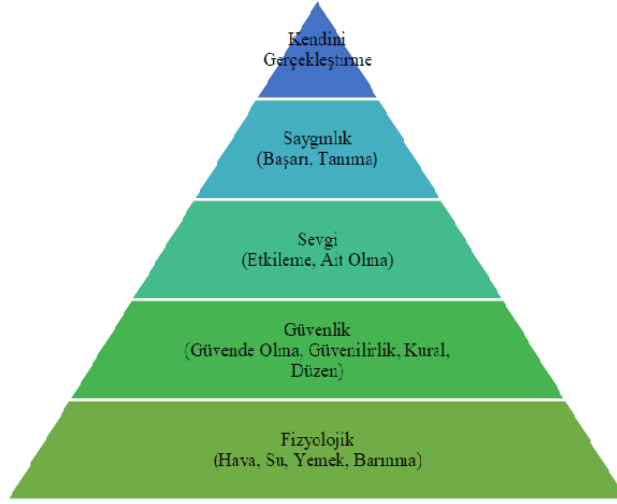 Kendini
Gerçekleştirme
Saygınlık
(Başarı, Tanıma)
Sevgi
(Etkileme, Ait Olma)
Güvenlik
(Güvende Olma, Güvenilirlik, Kural,
Düzen)
Fizyolojik
(Hava, Su, Yemek, Barınma)